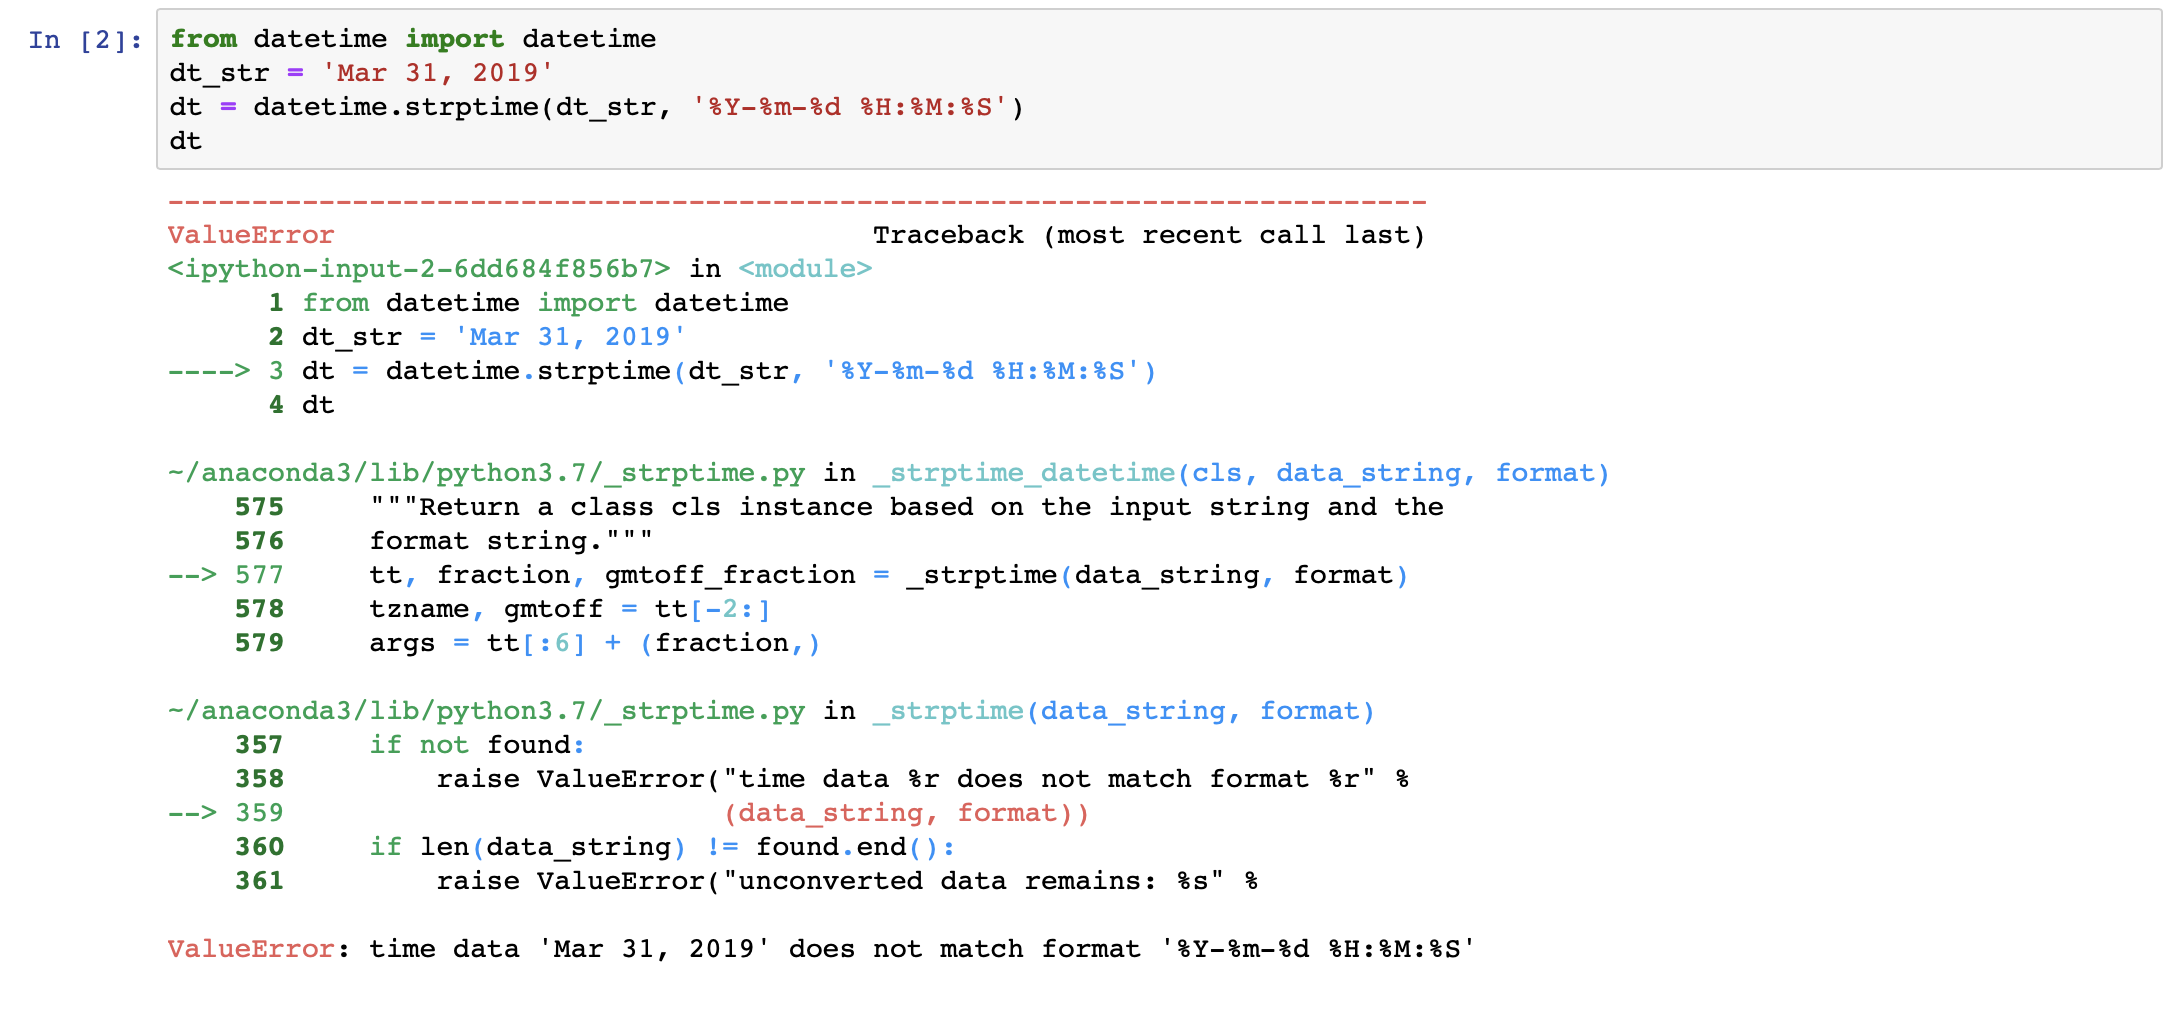 In [2]: from datetime import datetime
dt_str = 'Mar 31, 2019'
dt = datetime.strptime(dt_str, '%Y-%m-%d %H:%M:%S')
dt
---------------------------------------------------------------------------
ValueError                                Traceback (most recent call last)
<ipython-input-2-6dd684f856b7> in <module>
      1 from datetime import datetime
      2 dt_str = 'Mar 31, 2019'
----> 3 dt = datetime.strptime(dt_str, '%Y-%m-%d %H:%M:%S')
      4 dt
~/anaconda3/lib/python3.7/_strptime.py in _strptime_datetime(cls, data_string, format)
    575     """Return a class cls instance based on the input string and the
    576     format string."""
--> 577     tt, fraction, gmtoff_fraction = _strptime(data_string, format)
    578     tzname, gmtoff = tt[-2:]
    579     args = tt[:6] + (fraction,)
~/anaconda3/lib/python3.7/_strptime.py in _strptime(data_string, format)
    357     if not found:
    358         raise ValueError("time data %r does not match format %r" %
--> 359                          (data_string, format))
    360     if len(data_string) != found.end():
    361         raise ValueError("unconverted data remains: %s" %
ValueError: time data 'Mar 31, 2019' does not match format '%Y-%m-%d %H:%M:%S'